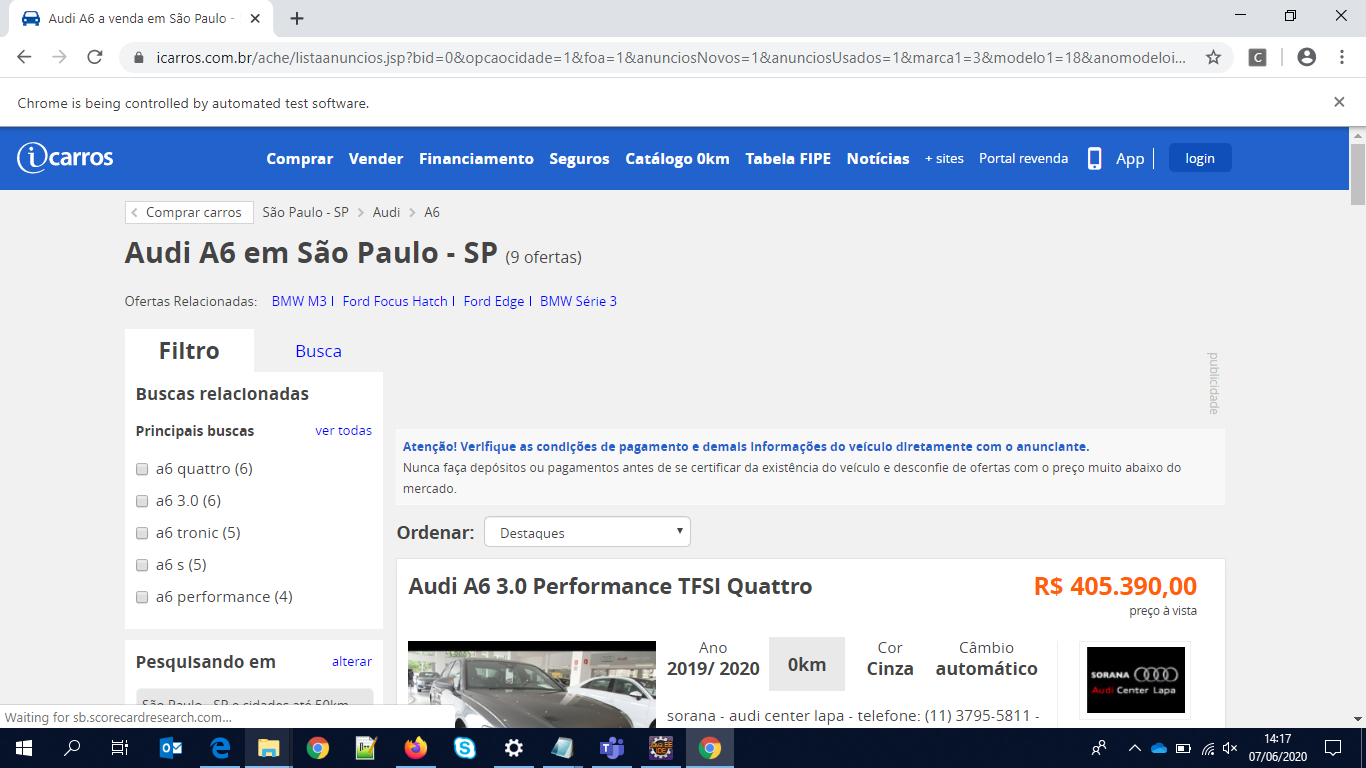 Audi A6 a venda em São Paulo -
icarros.com.br/ache/listaanuncios.jsp?bid=0&opcaocidade=1&foa=1&anunciosNovos=1&anunciosUsados=1&marca1=3&modelo1=18&anomodeloi...
Chrome is being controlled by automated test software.
icarros Comprar Vender Financiamento Seguros Catálogo 0km Tabela FIPE Notícias + sites Portal revenda App login
Comprar carros São Paulo - SP Audi A6
Audi A6 em São Paulo - SP (9 ofertas)
Ofertas Relacionadas: BMW M3 I Ford Focus Hatch I Ford Edge I BMW Série 3
Filtro Busca
publicidade
Buscas relacionadas
Principais buscas ver todas
a6 quattro (6)
a6 3.0 (6)
a6 tronic (5)
a6 s (5)
a6 performance (4)
Pesquisando em alterar
São Paulo - SP e cidades até 50km
Atenção! Verifique as condições de pagamento e demais informações do veículo diretamente com o anunciante.
Nunca faça depósitos ou pagamentos antes de se certificar da existência do veículo e desconfie de ofertas com o preço muito abaixo do
mercado.
Ordenar: Destaques
Audi A6 3.0 Performance TFSI Quattro R$ 405.390,00
preço à vista
Ano 0km Cor Câmbio
2019/ 2020 Cinza automático
SORANA
Audi Center Lapa
sorana - audi center lapa - telefone: (11) 3795-5811 -
Waiting for sb.scorecardresearch.com...
14:17
07/06/2020